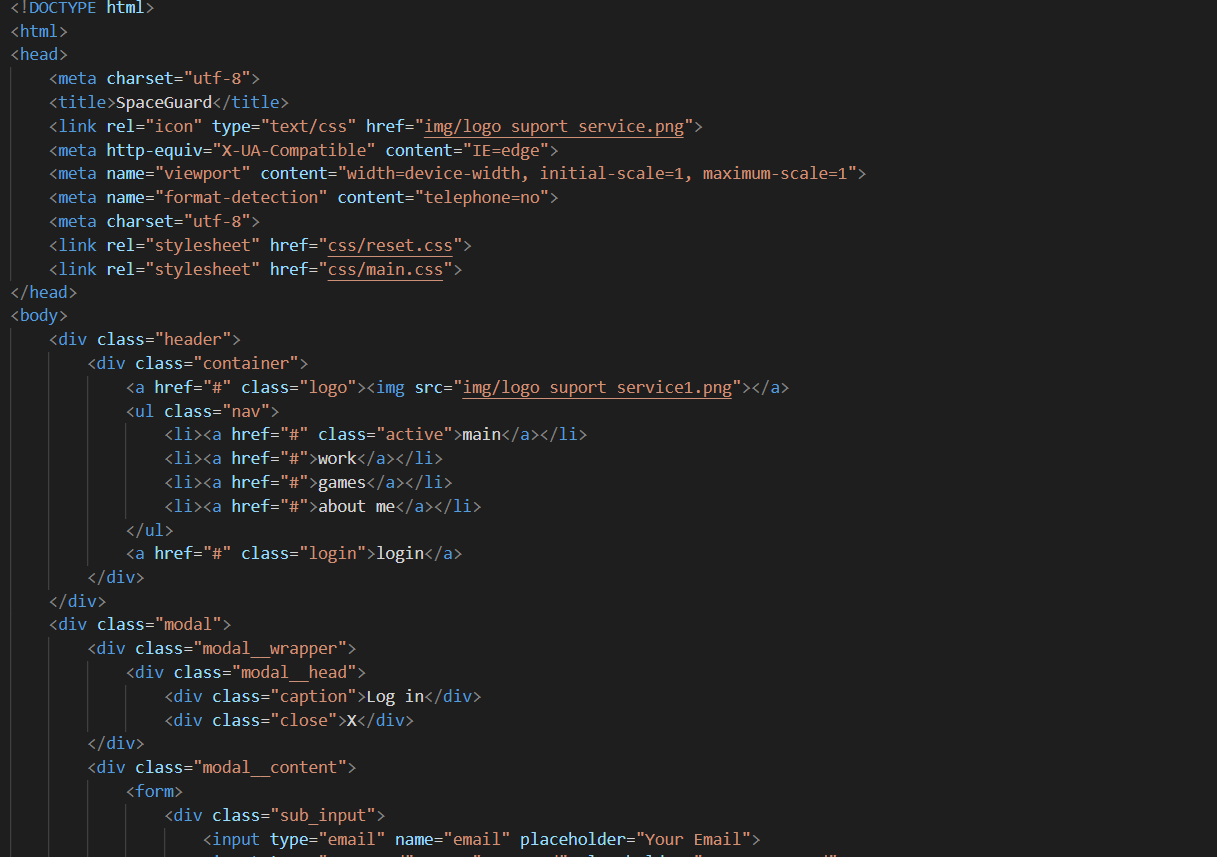 <!DOCTYPE html>
<html>
<head>
    <meta charset="utf-8">
    <title>SpaceGuard</title>
    <link rel="icon" type="text/css" href="img/logo suport service.png">
    <meta http-equiv="X-UA-Compatible" content="IE=edge">
    <meta name="viewport" content="width=device-width, initial-scale=1, maximum-scale=1">
    <meta name="format-detection" content="telephone=no">
    <meta charset="utf-8">
    <link rel="stylesheet" href="css/reset.css">
    <link rel="stylesheet" href="css/main.css">
</head>
<body>
    <div class="header">
        <div class="container">
            <a href="#" class="logo"><img src="img/logo suport service1.png"></a>
            <ul class="nav">
                <li><a href="#" class="active">main</a></li>
                <li><a href="#">work</a></li>
                <li><a href="#">games</a></li>
                <li><a href="#">about me</a></li>
            </ul>
            <a href="#" class="login">login</a>
        </div>
    </div>
    <div class="modal">
        <div class="modal__wrapper">
            <div class="modal__head">
                <div class="caption">Log in</div>
                <div class="close">X</div>
        </div>
        <div class="modal__content">
            <form>
                <div class="sub_input">
                    <input type="email" name="email" placeholder="Your Email">